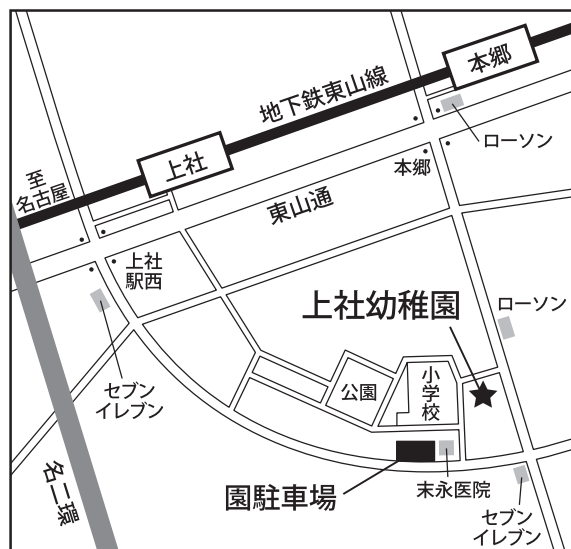 本郷
地下鉄東山線
ローソン
上社
至
名古屋
本郷
東山通
上社
駅西
上社幼稚園
ローソン
セブン
イレブン
公園
小学校
名二環
園駐車場
末永医院
セブン
イレブン